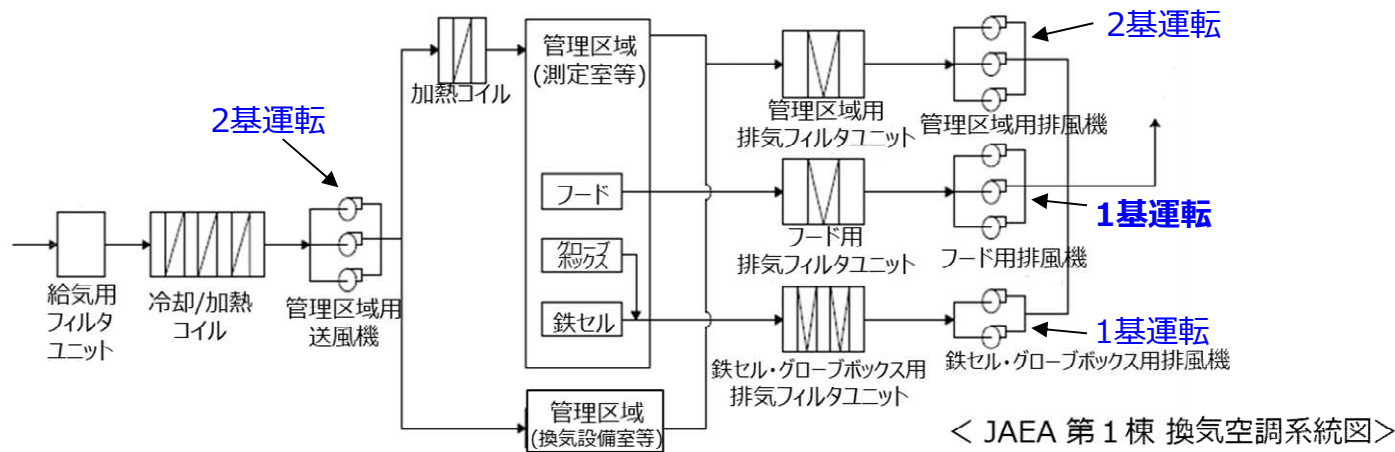 2基運転
給気用
フィルタ
ユニット
冷却/加熱
コイル
管理区域用
送風機
加熱コイル
管理区域
(測定室等)
フード
グローブ
ボックス
鉄セル
管理区域
(換気設備室等)
管理区域用
排気フィルタユニット
フード用
排気フィルタユニット
鉄セル・グローブボックス用
排気フィルタユニット
2基運転
管理区域用排風機
1基運転
フード用排風機
1基運転
鉄セル・グローブボックス用排風機
< JAEA 第1棟 換気空調系統図>